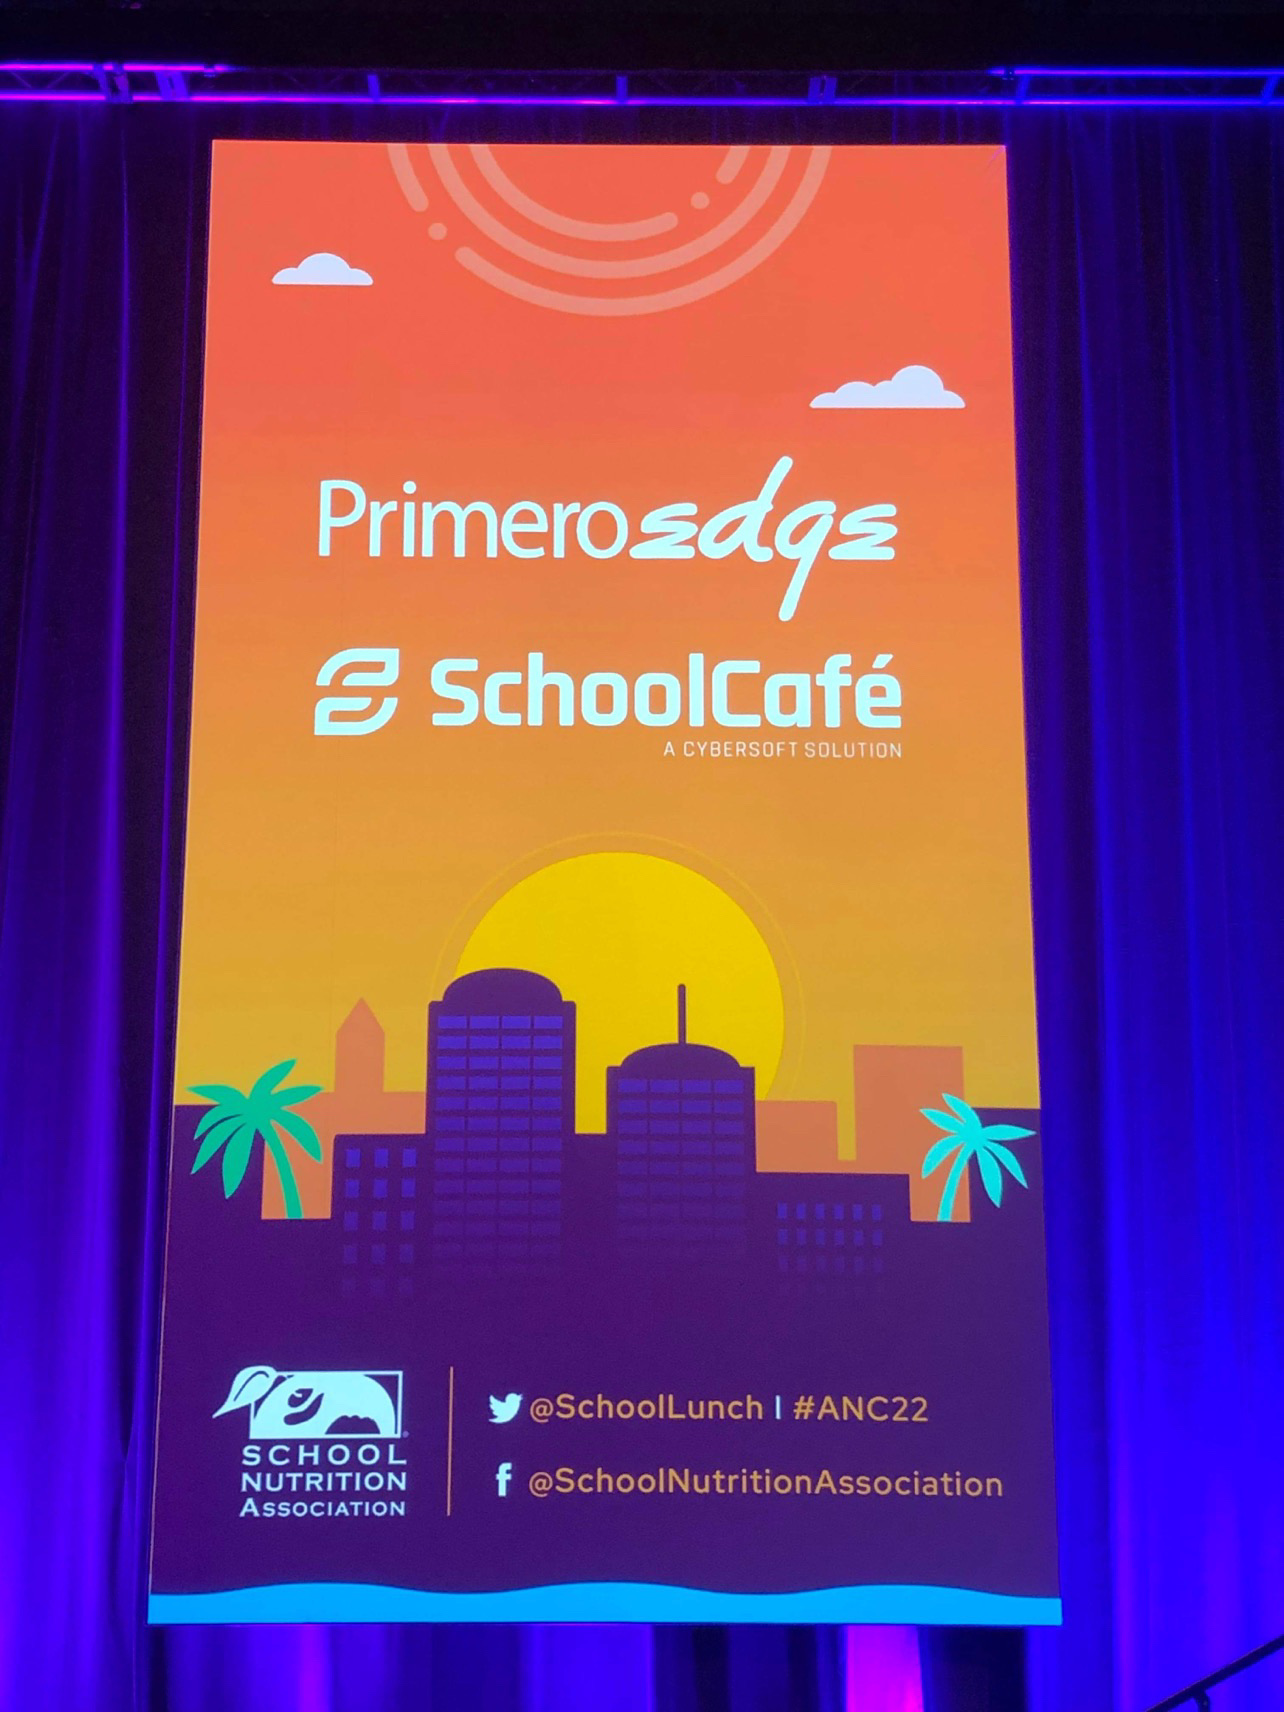 Primeroedge
SchoolCafé
A CYBERSOFT SOLUTION
SCHOOL
NUTRITION
ASSOCIATION
@SchoolLunch | #ANC22
@SchoolNutritionAssociation